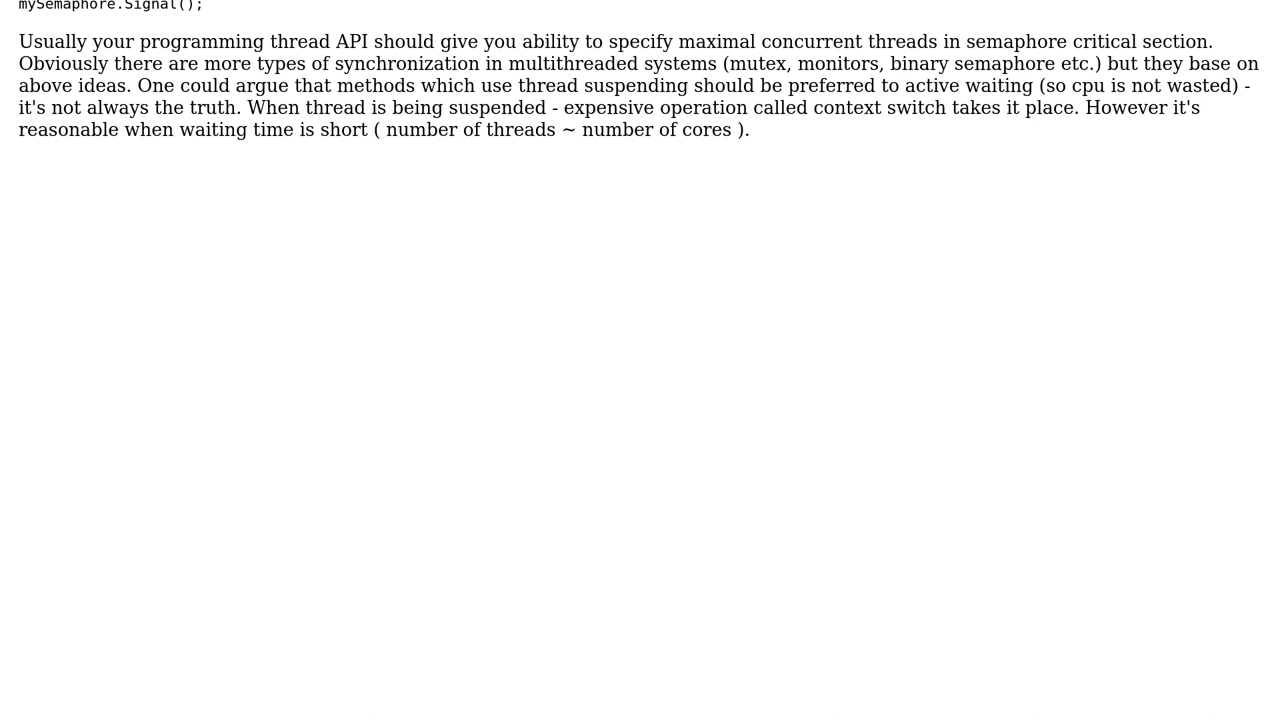 mySemaphore.Signal();
Usually your programming thread API should give you ability to specify maximal concurrent threads in semaphore critical section.
Obviously there are more types of synchronization in multithreaded systems (mutex, monitors, binary semaphore etc.) but they base on
above ideas. One could argue that methods which use thread suspending should be preferred to active waiting (so cpu is not wasted) -
it's not always the truth. When thread is being suspended - expensive operation called context switch takes it place. However it's
reasonable when waiting time is short ( number of threads ~ number of cores ).